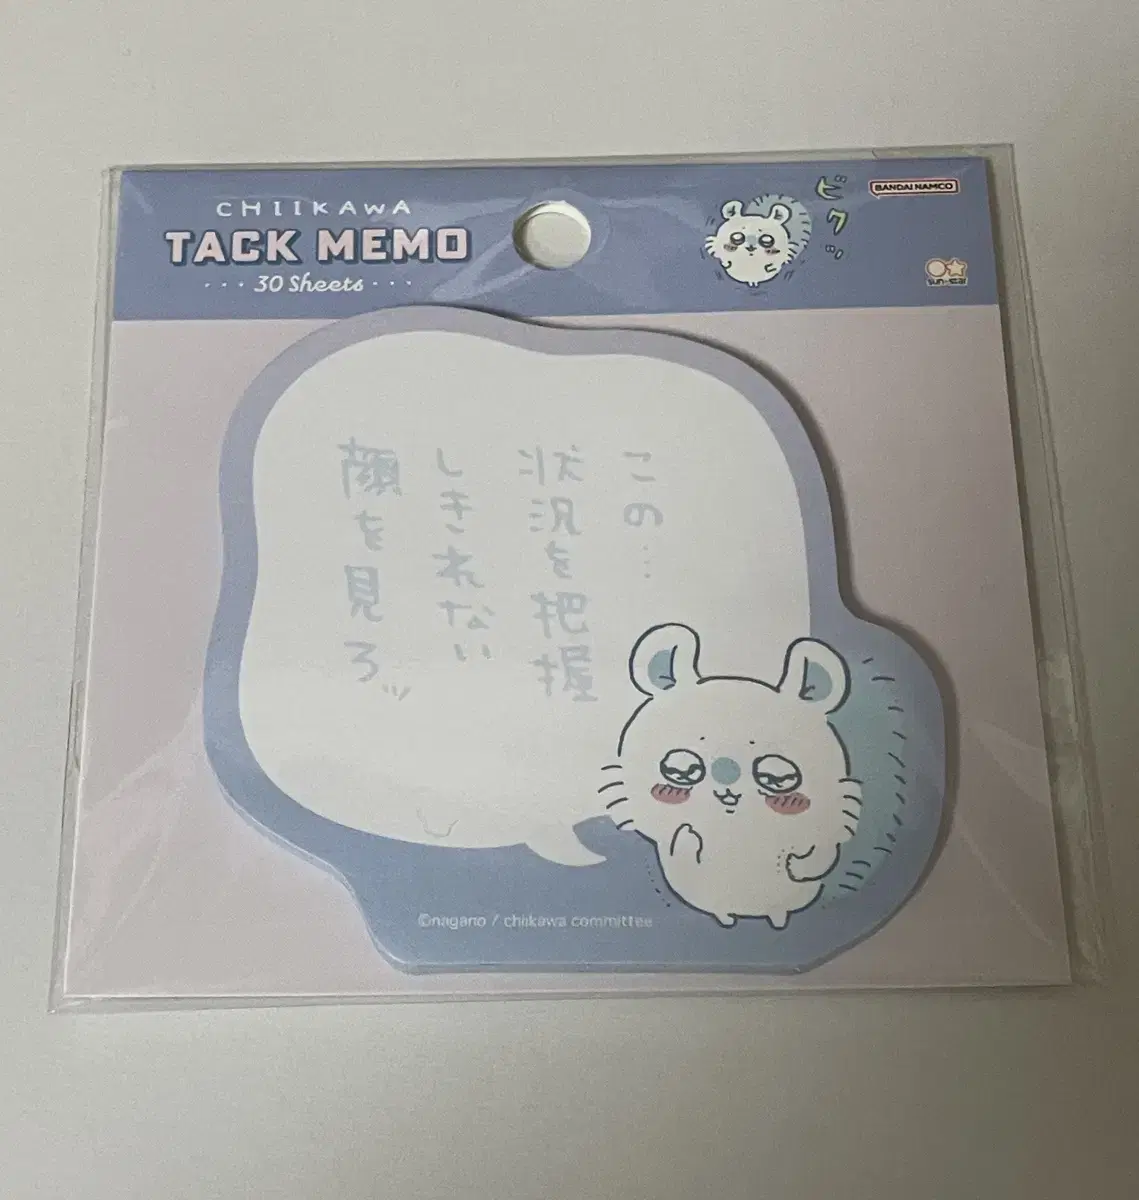 CHIIKAWA
TACK MEMO
・・・30 Sheets・・・
ビクッ
BANDAI NAMCO
sun-star
この…
状況を把握
しきれない
顔を見ろッ
©nagano / chiikawa committee